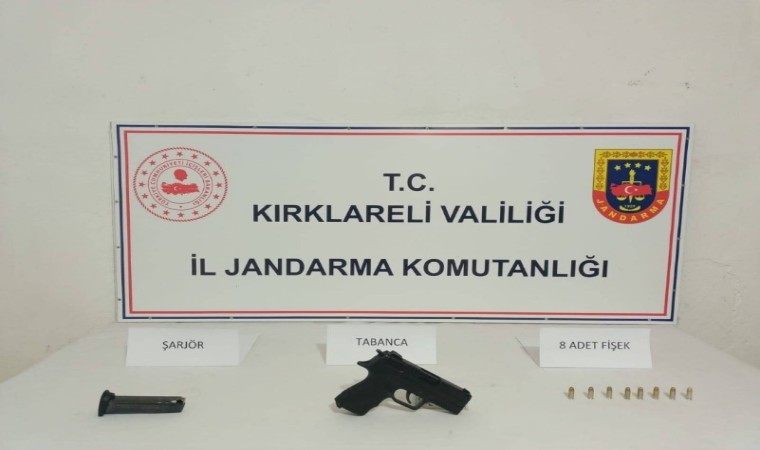 T.C.
KIRKLARELİ VALİLİĞİ
İL JANDARMA KOMUTANLIĞI
JANDARMA
ŞARJÖR
TABANCA
8 ADET FİŞEK